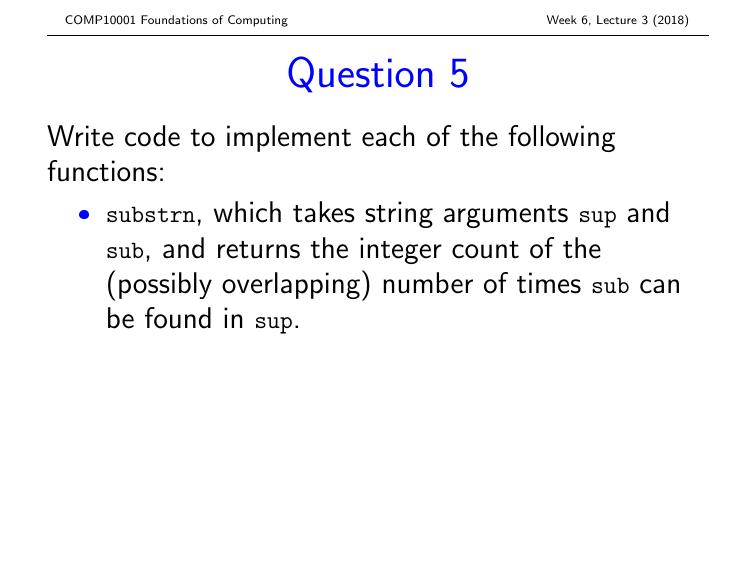 COMP10001 Foundations of Computing Week 6, Lecture 3 (2018)
Question 5
Write code to implement each of the following
functions:
• substrn, which takes string arguments sup and
sub, and returns the integer count of the
(possibly overlapping) number of times sub can
be found in sup.